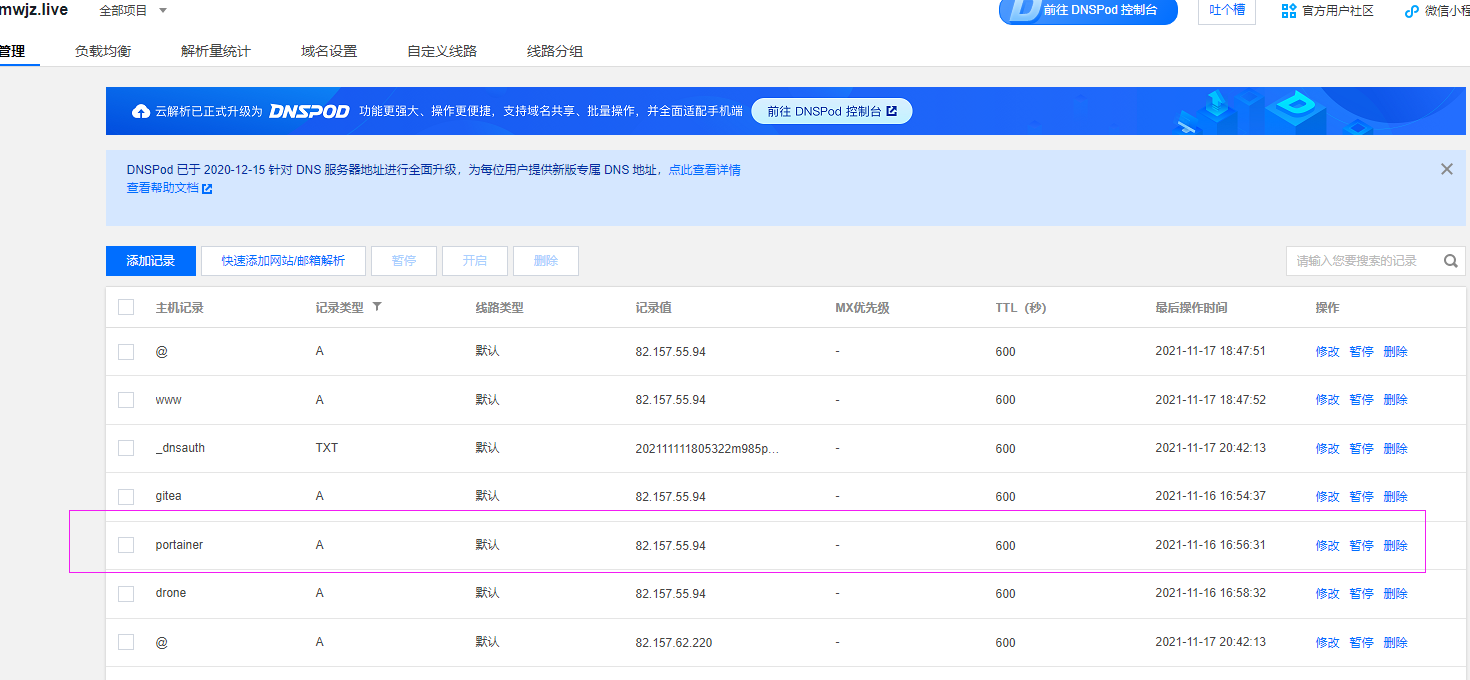 mwjz.live 全部项目 前往 DNSPod 控制台 吐个槽 官方用户社区 微信小程
管理 负载均衡 解析量统计 域名设置 自定义线路 线路分组
云解析已正式升级为 DNSPOD 功能更强大、操作更便捷，支持域名共享、批量操作，并全面适配手机端 前往 DNSPod 控制台
DNSPod 已于 2020-12-15 针对 DNS 服务器地址进行全面升级，为每位用户提供新版专属 DNS 地址，点此查看详情
查看帮助文档
添加记录 快速添加网站/邮箱解析 暂停 开启 删除 请输入您要搜索的记录
主机记录 记录类型 线路类型 记录值 MX优先级 TTL（秒） 最后操作时间 操作
@ A 默认 82.157.55.94 - 600 2021-11-17 18:47:51 修改 暂停 删除
www A 默认 82.157.55.94 - 600 2021-11-17 18:47:52 修改 暂停 删除
_dnsauth TXT 默认 202111111805322m985p... - 600 2021-11-17 20:42:13 修改 暂停 删除
gitea A 默认 82.157.55.94 - 600 2021-11-16 16:54:37 修改 暂停 删除
portainer A 默认 82.157.55.94 - 600 2021-11-16 16:56:31 修改 暂停 删除
drone A 默认 82.157.55.94 - 600 2021-11-16 16:58:32 修改 暂停 删除
@ A 默认 82.157.62.220 - 600 2021-11-17 20:42:13 修改 暂停 删除